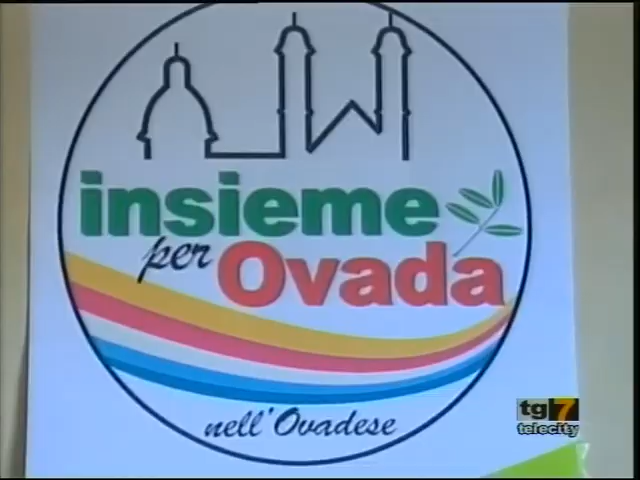 insieme
per Ovada
nell'Ovadese
tg7
telecity